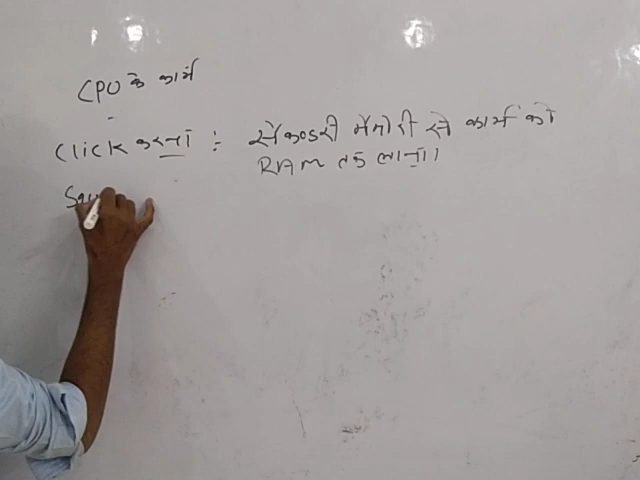 CPU के कार्य
Click करना :- सेकण्डरी मेमोरी से कार्य को
RAM तक लाना।